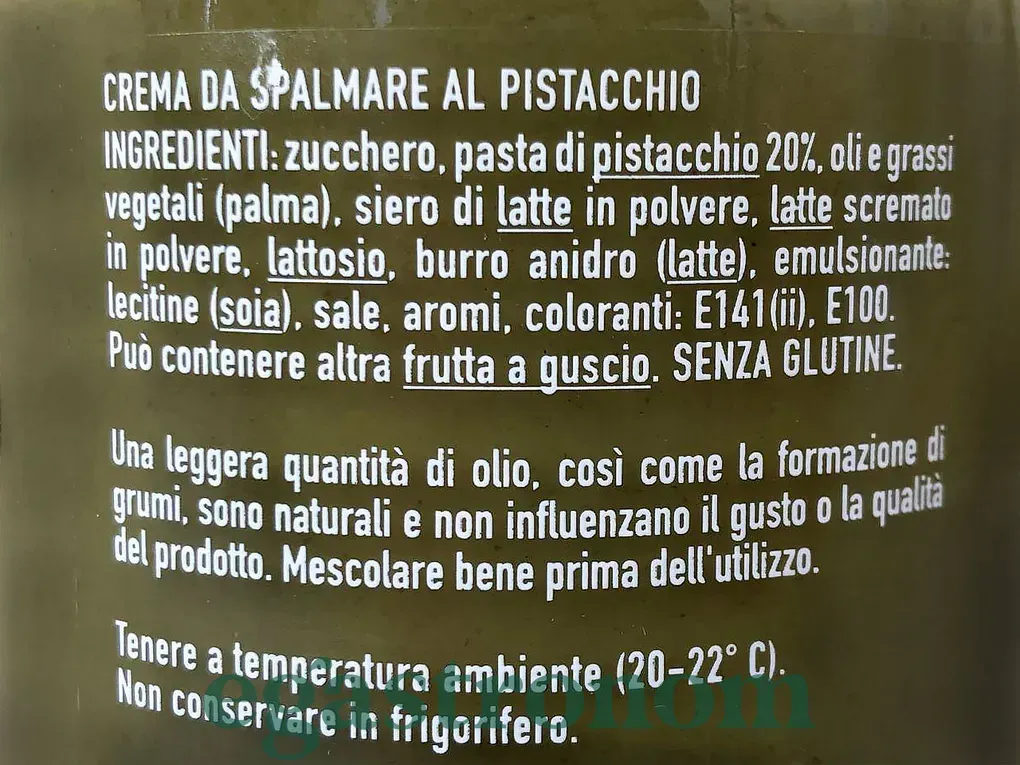 CREMA DA SPALMARE AL PISTACCHIO
INGREDIENTI: zucchero, pasta di pistacchio 20%, oli e grassi
vegetali (palma), siero di latte in polvere, latte scremato
in polvere, lattosio, burro anidro (latte), emulsionante:
lecitine (soia), sale, aromi, coloranti: E141(ii), E100.
Può contenere altra frutta a guscio. SENZA GLUTINE.
Una leggera quantità di olio, così come la formazione di
grumi, sono naturali e non influenzano il gusto o la qualità
del prodotto. Mescolare bene prima dell'utilizzo.
Tenere a temperatura ambiente (20-22° C).
Non conservare in frigorifero.
egastronom